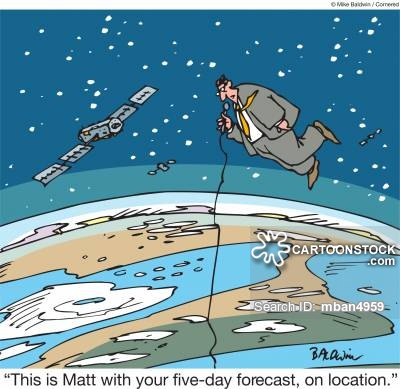 © Mike Baldwin / Cornered
CARTOONSTOCK
.com
Search ID: mban4959
BALDWIN
“This is Matt with your five-day forecast, on location.”